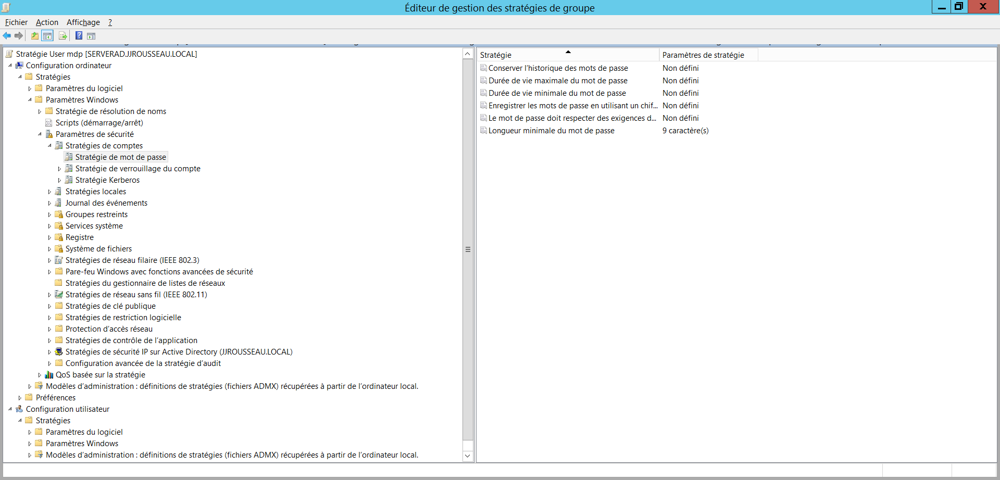 Éditeur de gestion des stratégies de groupe
Fichier Action Affichage ?
Stratégie User mdp [SERVERAD.JJROUSSEAU.LOCAL]
Configuration ordinateur
Stratégies
Paramètres du logiciel
Paramètres Windows
Stratégie de résolution de noms
Scripts (démarrage/arrêt)
Paramètres de sécurité
Stratégies de comptes
Stratégie de mot de passe
Stratégie de verrouillage du compte
Stratégie Kerberos
Stratégies locales
Journal des événements
Groupes restreints
Services système
Registre
Système de fichiers
Stratégies de réseau filaire (IEEE 802.3)
Pare-feu Windows avec fonctions avancées de sécurité
Stratégies du gestionnaire de listes de réseaux
Stratégies de réseau sans fil (IEEE 802.11)
Stratégies de clé publique
Stratégies de restriction logicielle
Protection d'accès réseau
Stratégies de contrôle de l'application
Stratégies de sécurité IP sur Active Directory (JJROUSSEAU.LOCAL)
Configuration avancée de la stratégie d'audit
QoS basée sur la stratégie
Modèles d'administration : définitions de stratégies (fichiers ADMX) récupérées à partir de l'ordinateur local.
Préférences
Configuration utilisateur
Stratégies
Paramètres du logiciel
Paramètres Windows
Modèles d'administration : définitions de stratégies (fichiers ADMX) récupérées à partir de l'ordinateur local.
Stratégie Paramètres de stratégie
Conserver l'historique des mots de passe Non défini
Durée de vie maximale du mot de passe Non défini
Durée de vie minimale du mot de passe Non défini
Enregistrer les mots de passe en utilisant un chif... Non défini
Le mot de passe doit respecter des exigences d... Non défini
Longueur minimale du mot de passe 9 caractère(s)